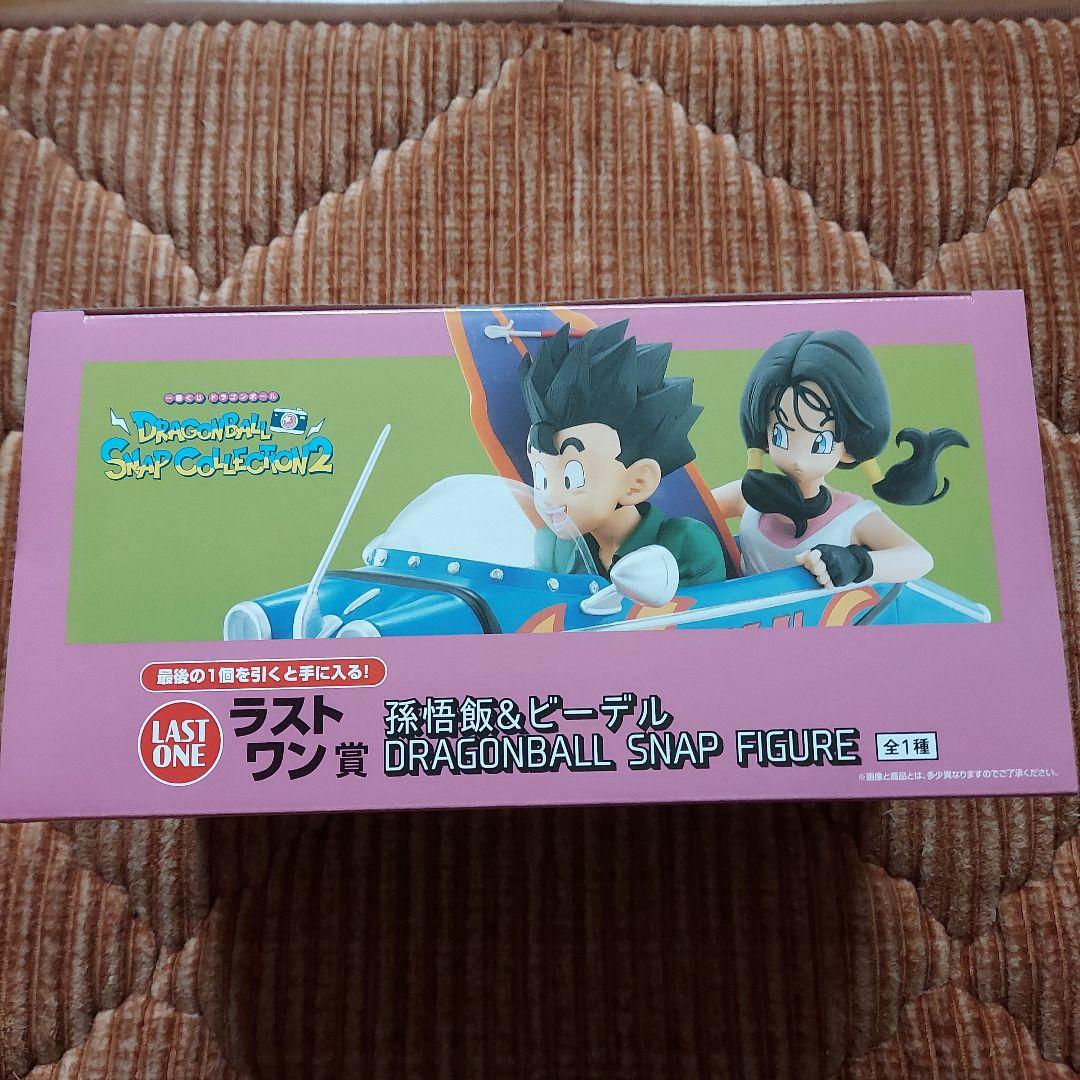 一番くじ ドラゴンボール
DRAGONBALL
SNAP COLLECTION2
最後の1個を引くと手に入る!
LAST
ONE
ラスト
ワン賞
孫悟飯&ビーデル
DRAGONBALL SNAP FIGURE 全1種
※画像と商品とは、多少異なりますのでご了承ください。